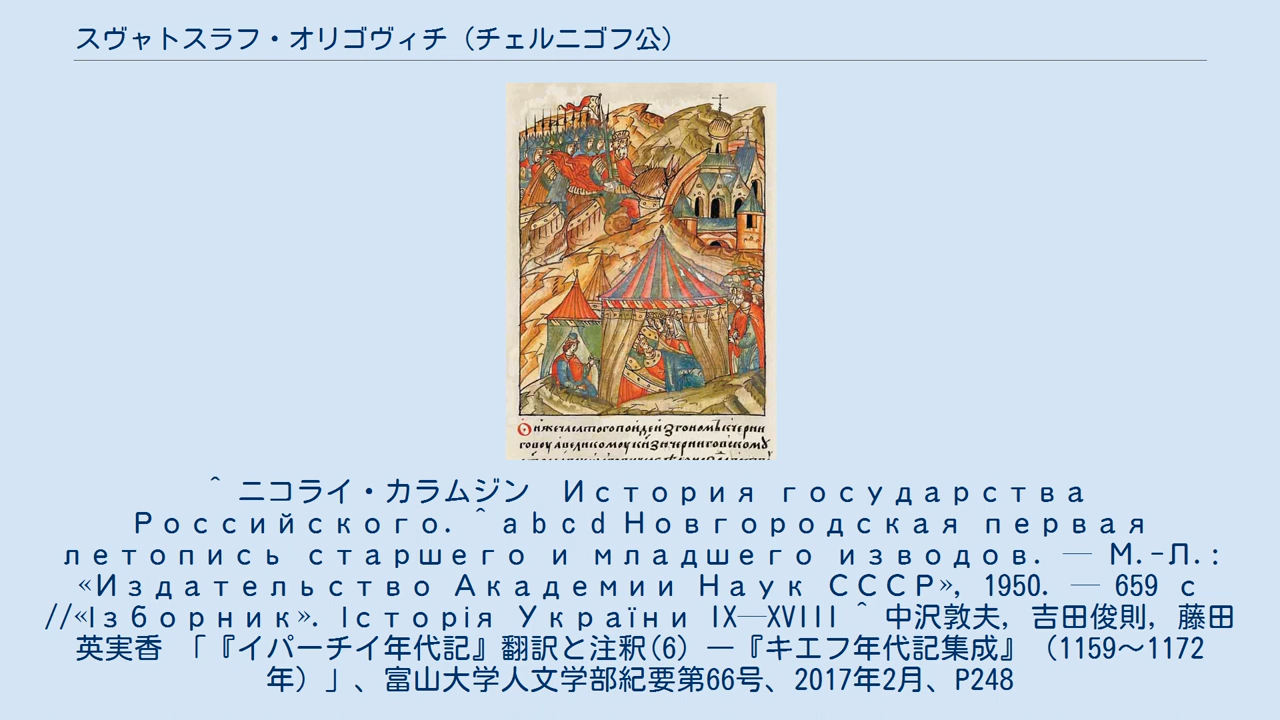 スヴャトスラフ・オリゴヴィチ（チェルニゴフ公）
^ ニコライ・カラムジン　История государства
Российского. ^ a b c d Новгородская первая
летопись старшего и младшего изводов. — М.-Л.:
«Издательство Академии Наук СССР», 1950. — 659 с
//«Ізборник». Історія України IX—XVIII ^ 中沢敦夫, 吉田俊則, 藤田
英実香 「『イパーチイ年代記』翻訳と注釈(6) ―『キエフ年代記集成』（1159～1172
年）」、富山大学人文学部紀要第66号、2017年2月、P248